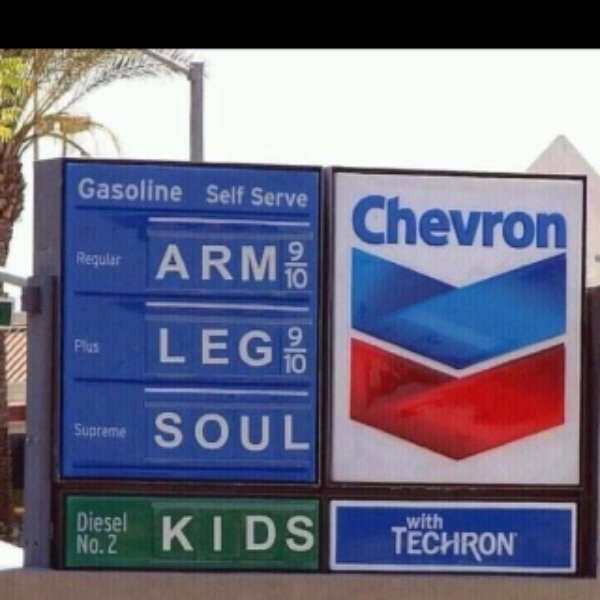 Gasoline Self Serve
Regular ARM 9/10
Plus LEG 9/10
Supreme SOUL
Diesel No. 2 KIDS
Chevron
with
TECHRON